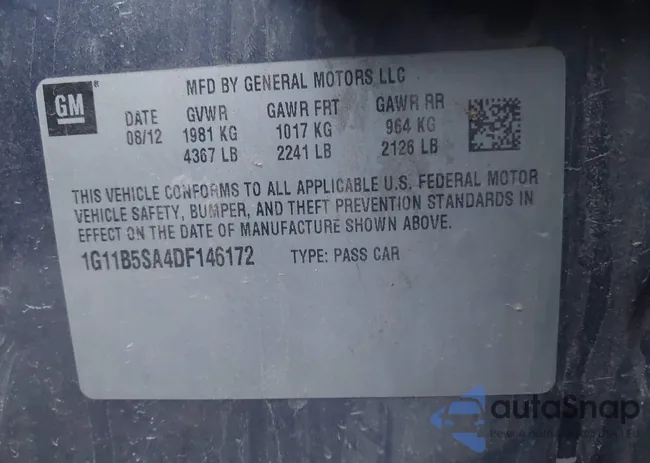 MFD BY GENERAL MOTORS LLC
GM®
DATE GVWR GAWR FRT GAWR RR
08/12 1981 KG 1017 KG 964 KG
4367 LB 2241 LB 2126 LB
THIS VEHICLE CONFORMS TO ALL APPLICABLE U.S. FEDERAL MOTOR
VEHICLE SAFETY, BUMPER, AND THEFT PREVENTION STANDARDS IN
EFFECT ON THE DATE OF MANUFACTURE SHOWN ABOVE.
1G11B5SA4DF146172 TYPE: PASS CAR
autoSnap